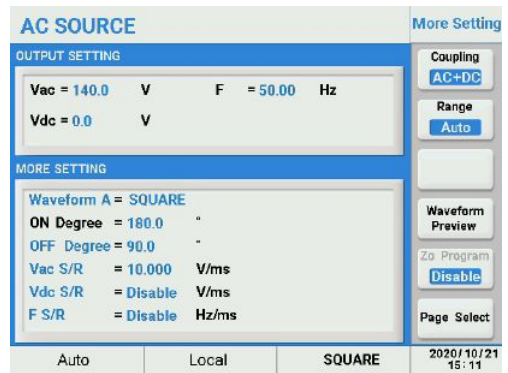 AC SOURCE
More Setting
OUTPUT SETTING
Vac = 140.0 V F = 50.00 Hz
Vdc = 0.0 V
MORE SETTING
Waveform A = SQUARE
ON Degree = 180.0 °
OFF Degree = 90.0 °
Vac S/R = 10.000 V/ms
Vdc S/R = Disable V/ms
F S/R = Disable Hz/ms
Coupling
AC+DC
Range
Auto
Waveform
Preview
Zo Program
Disable
Page Select
Auto Local SQUARE
2020/10/21
15:11